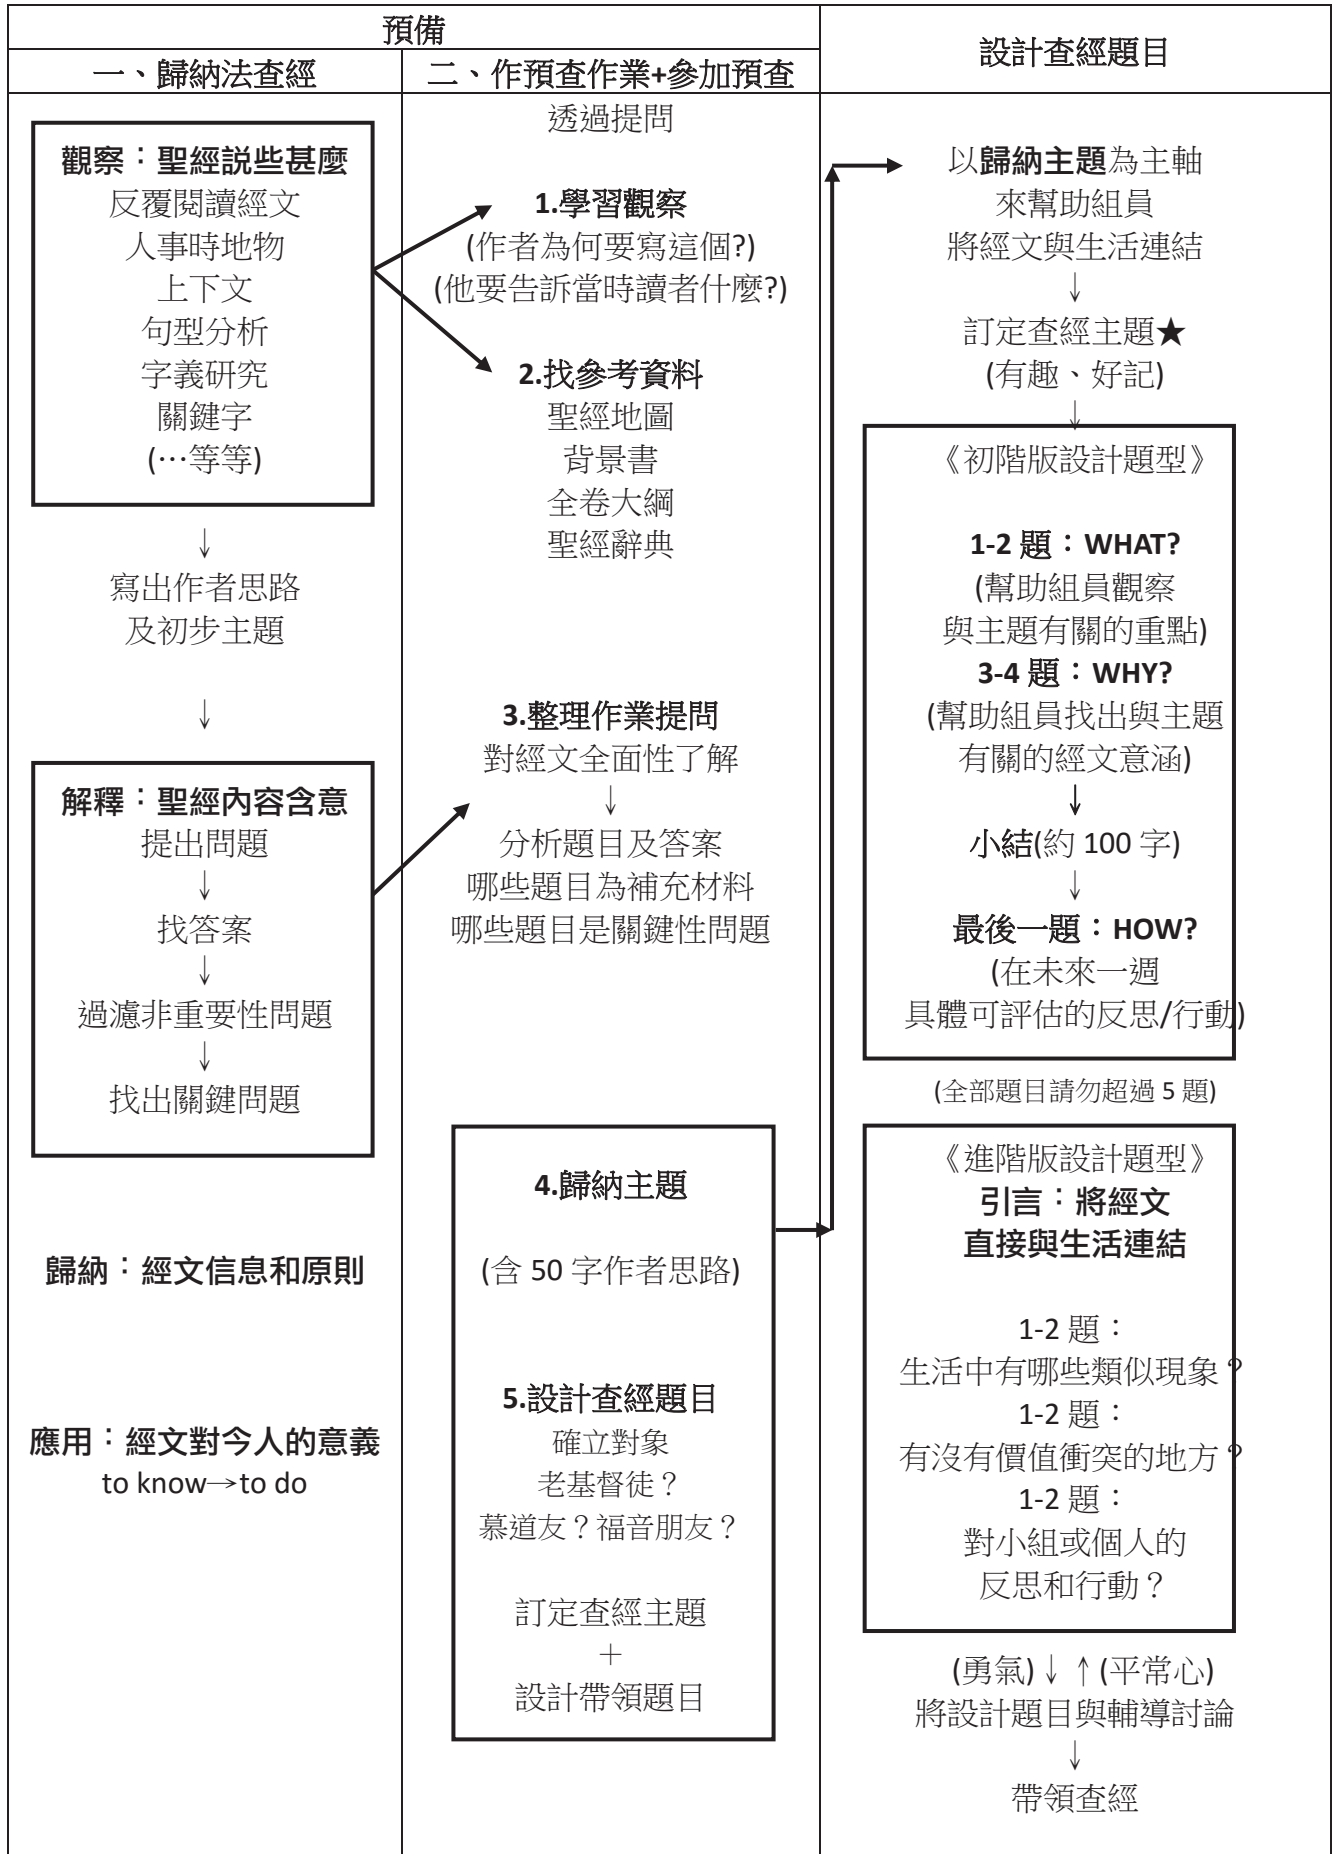 預備
一、歸納法查經
二、作預查作業+參加預查
設計查經題目
觀察：聖經說些甚麼
反覆閱讀經文
人事時地物
上下文
句型分析
字義研究
關鍵字
(⋯等等)
↓
寫出作者思路
及初步主題
↓
解釋：聖經內容含意
提出問題
↓
找答案
↓
過濾非重要性問題
↓
找出關鍵問題
歸納：經文信息和原則
應用：經文對今人的意義
to know→to do
透過提問
1.學習觀察
(作者為何要寫這個?)
(他要告訴當時讀者什麼?)
2.找參考資料
聖經地圖
背景書
全卷大綱
聖經辭典
3.整理作業提問
對經文全面性了解
↓
分析題目及答案
哪些題目為補充材料
哪些題目是關鍵性問題
4.歸納主題
(含 50 字作者思路)
5.設計查經題目
確立對象
老基督徒？
慕道友？福音朋友？
訂定查經主題
＋
設計帶領題目
以歸納主題為主軸
來幫助組員
將經文與生活連結
↓
訂定查經主題★
(有趣、好記)
↓
《初階版設計題型》
1-2 題：WHAT?
(幫助組員觀察
與主題有關的重點)
3-4 題：WHY?
(幫助組員找出與主題
有關的經文意涵)
↓
小結(約 100 字)
↓
最後一題：HOW?
(在未來一週
具體可評估的反思/行動)
(全部題目請勿超過 5 題)
《進階版設計題型》
引言：將經文
直接與生活連結
1-2 題：
生活中有哪些類似現象？
1-2 題：
有沒有價值衝突的地方？
1-2 題：
對小組或個人的
反思和行動？
(勇氣)↓ ↑(平常心)
將設計題目與輔導討論
↓
帶領查經